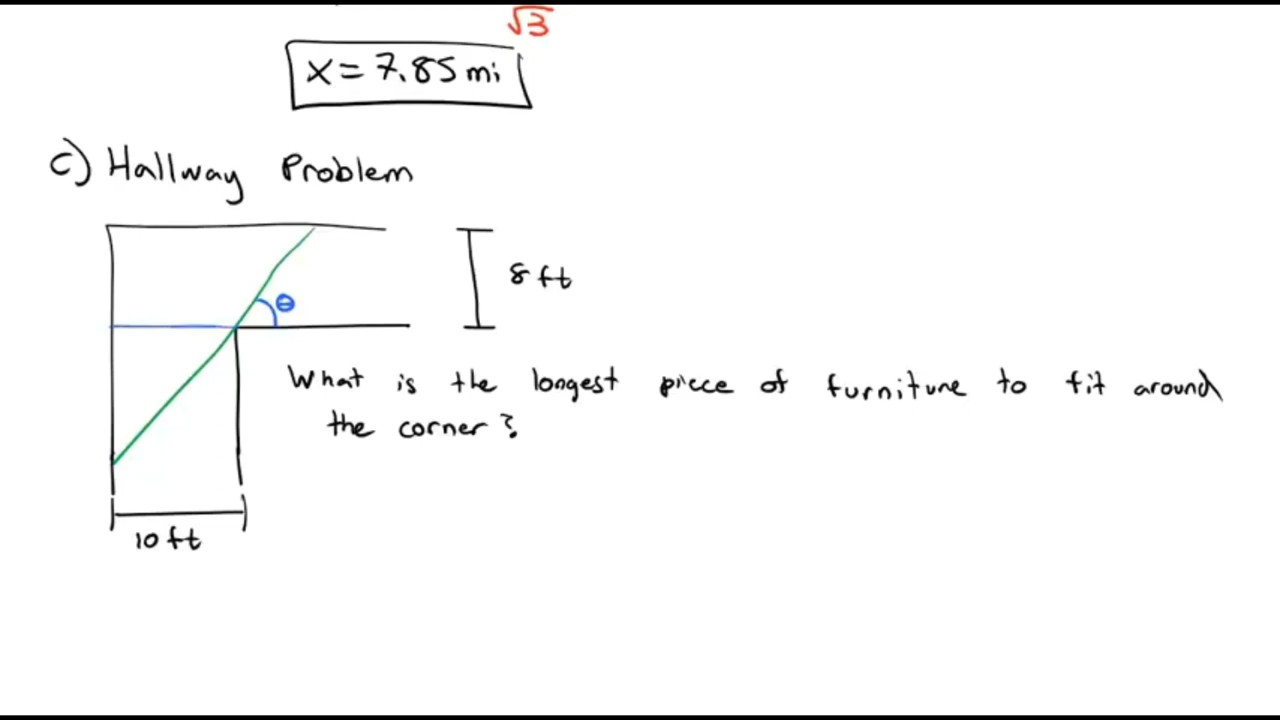 √3
x = 7.85 mi
c) Hallway Problem
8 ft
θ
What is the longest piece of furniture to fit around
the corner?
10 ft